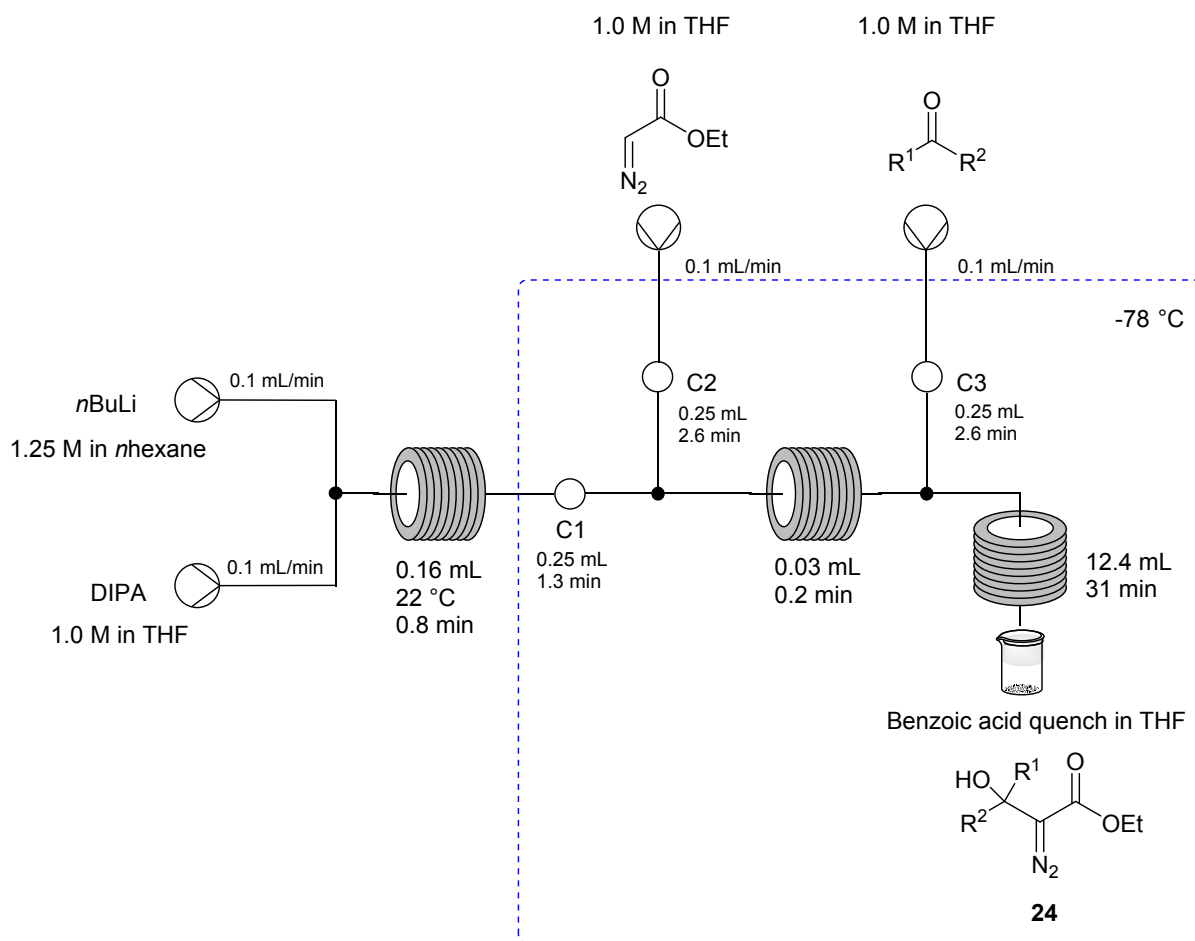 1.0 M in THF
1.0 M in THF
O
OEt
N2
O
R1
R2
0.1 mL/min
0.1 mL/min
-78 °C
nBuLi
0.1 mL/min
1.25 M in nhexane
C2
0.25 mL
2.6 min
C3
0.25 mL
2.6 min
DIPA
0.1 mL/min
1.0 M in THF
0.16 mL
22 °C
0.8 min
C1
0.25 mL
1.3 min
0.03 mL
0.2 min
12.4 mL
31 min
Benzoic acid quench in THF
HO
R1
O
R2
OEt
N2
24